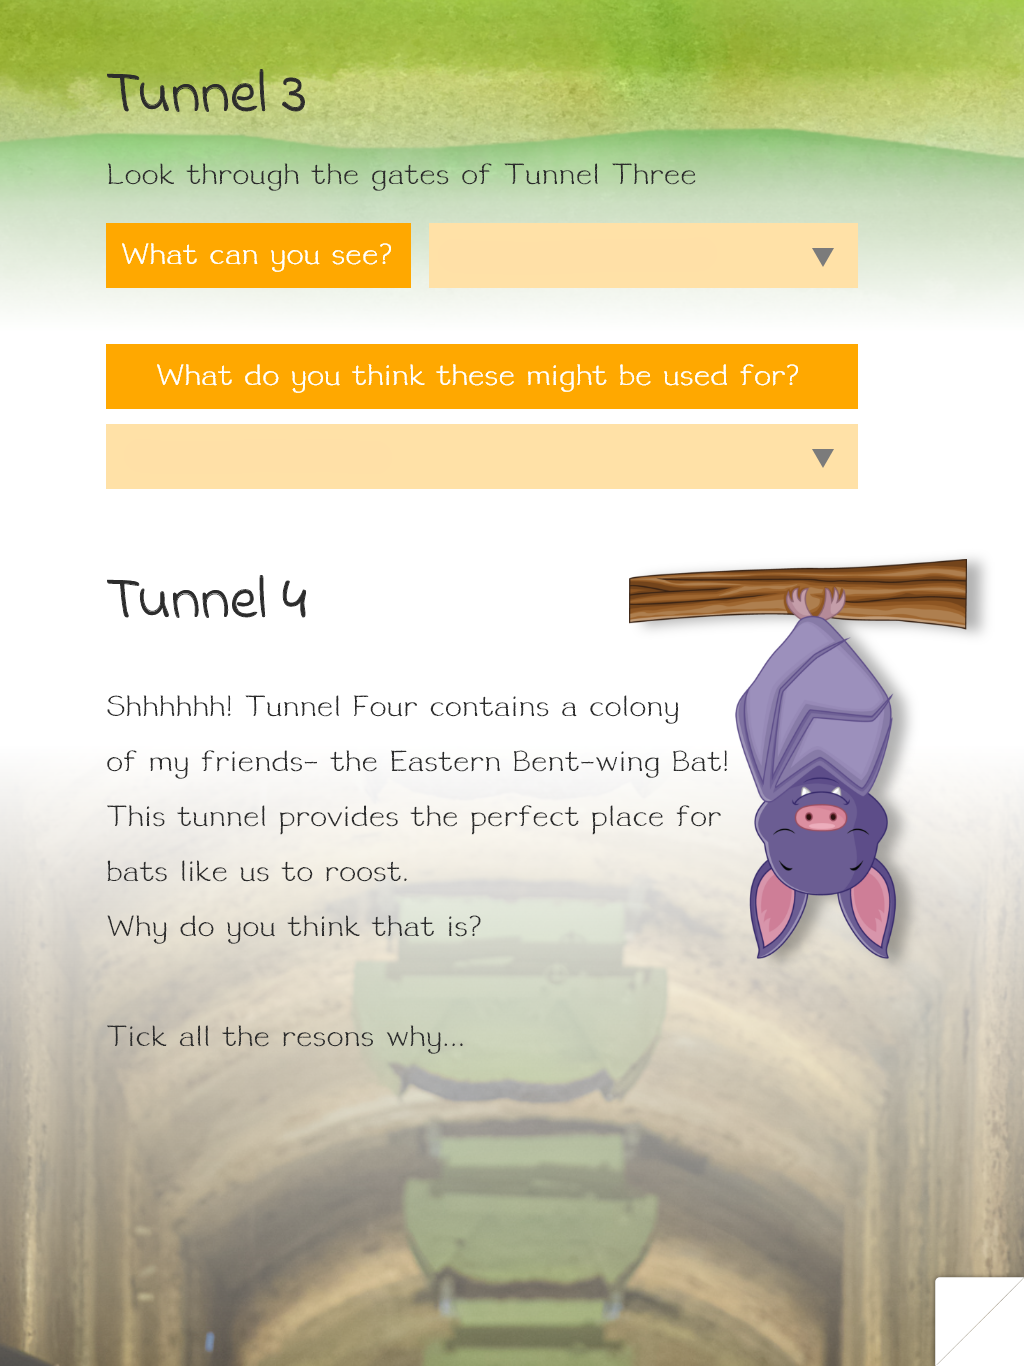 Tunnel 3
Look through the gates of Tunnel Three
What can you see?
What do you think these might be used for?
Tunnel 4
Shhhhhh! Tunnel Four contains a colony
of my friends- the Eastern Bent-wing Bat!
This tunnel provides the perfect place for
bats like us to roost.
Why do you think that is?
Tick all the resons why...